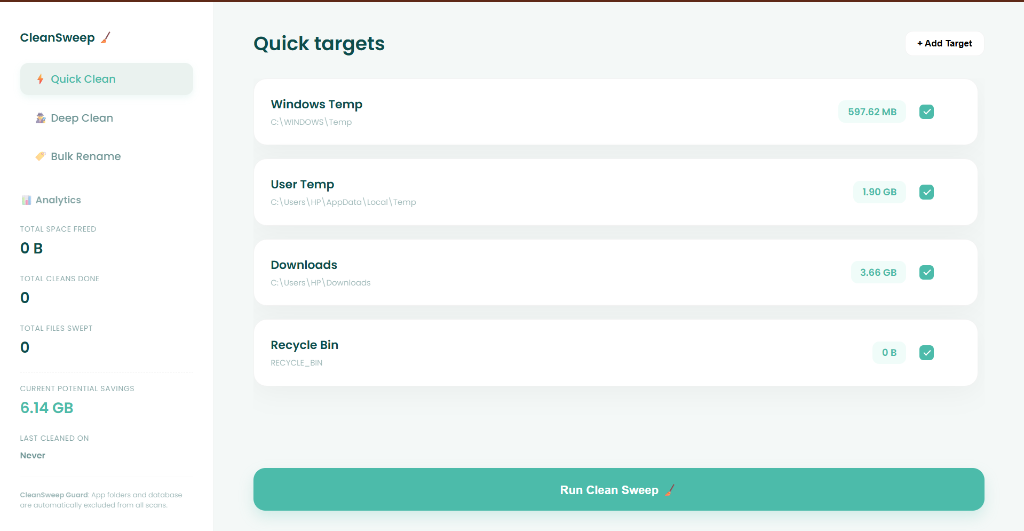 CleanSweep
Quick Clean
Deep Clean
Bulk Rename
Analytics
TOTAL SPACE FREED
0 B
TOTAL CLEANS DONE
0
TOTAL FILES SWEPT
0
CURRENT POTENTIAL SAVINGS
6.14 GB
LAST CLEANED ON
Never
CleanSweep Guard: App folders and database
are automatically excluded from all scans.
Quick targets
+ Add Target
Windows Temp
C:\WINDOWS\Temp
597.62 MB
User Temp
C:\Users\HP\AppData\Local\Temp
1.90 GB
Downloads
C:\Users\HP\Downloads
3.66 GB
Recycle Bin
RECYCLE_BIN
0 B
Run Clean Sweep